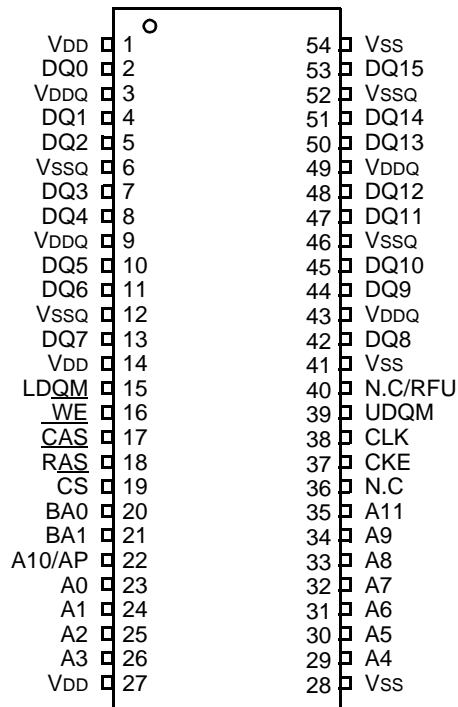 VDD 1 54 VSS
DQ0 2 53 DQ15
VDDQ 3 52 VSSQ
DQ1 4 51 DQ14
DQ2 5 50 DQ13
VSSQ 6 49 VDDQ
DQ3 7 48 DQ12
DQ4 8 47 DQ11
VDDQ 9 46 VSSQ
DQ5 10 45 DQ10
DQ6 11 44 DQ9
VSSQ 12 43 VDDQ
DQ7 13 42 DQ8
VDD 14 41 VSS
LDQM 15 40 N.C/RFU
WE 16 39 UDQM
CAS 17 38 CLK
RAS 18 37 CKE
CS 19 36 N.C
BA0 20 35 A11
BA1 21 34 A9
A10/AP 22 33 A8
A0 23 32 A7
A1 24 31 A6
A2 25 30 A5
A3 26 29 A4
VDD 27 28 VSS